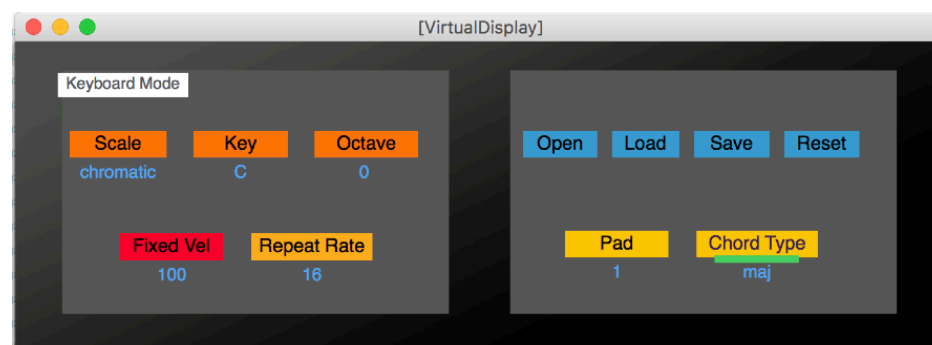 [VirtualDisplay]
Keyboard Mode
Scale Key Octave
chromatic C 0
Fixed Vel Repeat Rate
100 16
Open Load Save Reset
Pad Chord Type
1 maj